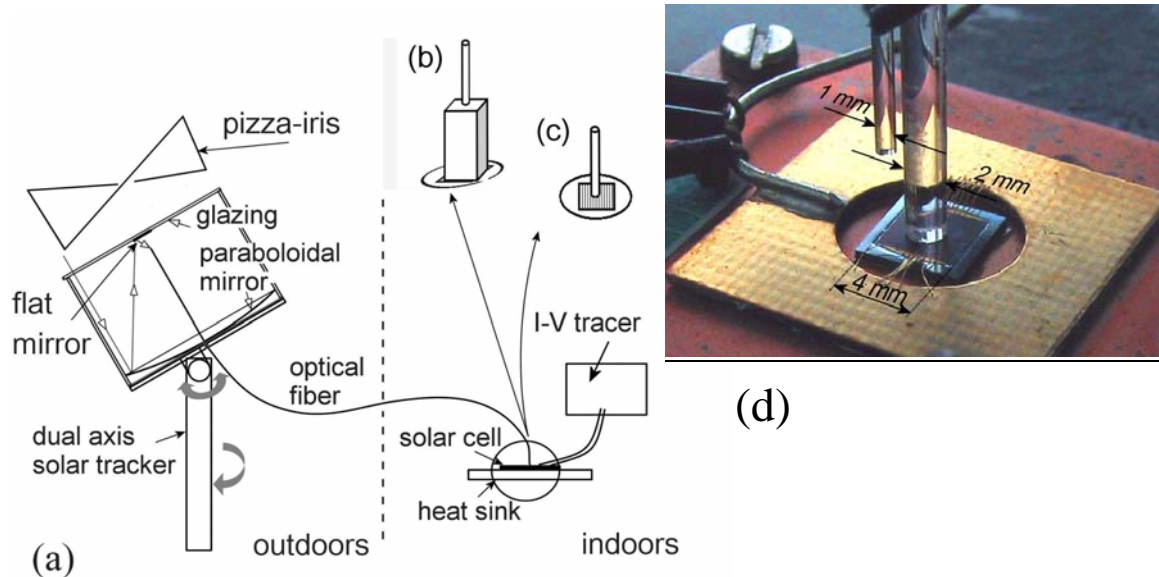 (b)
(c)
pizza-iris
glazing
paraboloidal
mirror
flat
mirror
I-V tracer
optical
fiber
solar cell
dual axis
solar tracker
heat sink
(a)
outdoors
indoors
1 mm
2 mm
4 mm
(d)